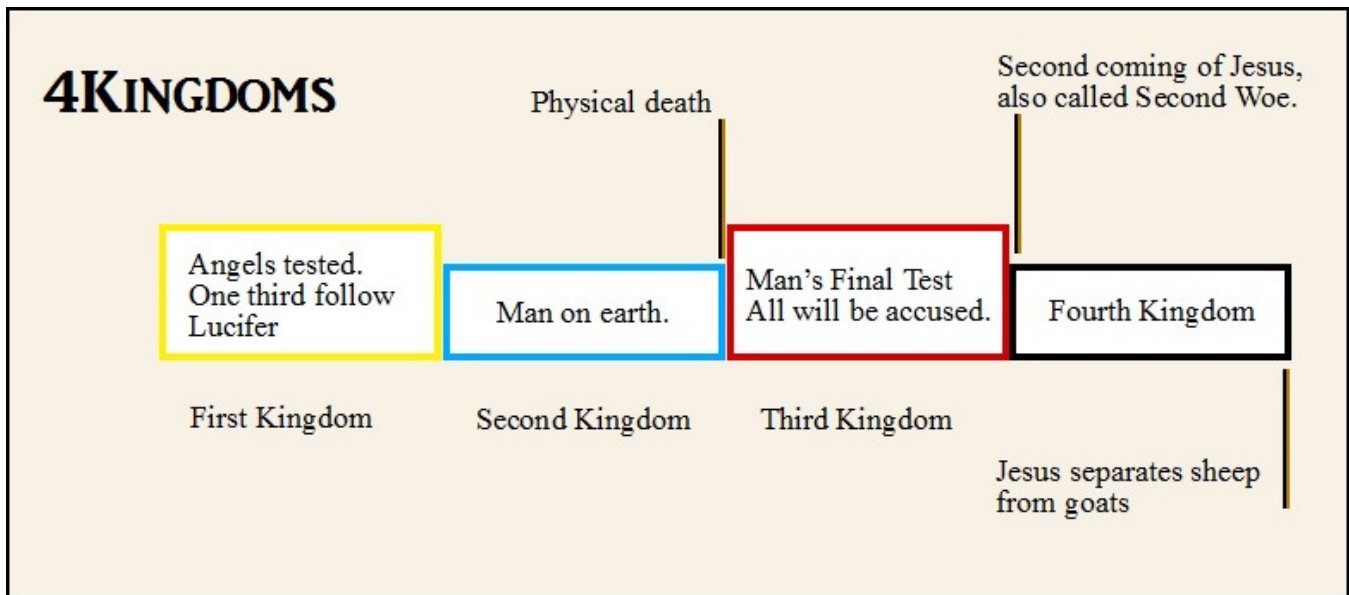 4KINGDOMS
Physical death
Second coming of Jesus,
also called Second Woe.
Angels tested.
One third follow
Lucifer
Man on earth.
Man’s Final Test
All will be accused.
Fourth Kingdom
First Kingdom
Second Kingdom
Third Kingdom
Jesus separates sheep
from goats